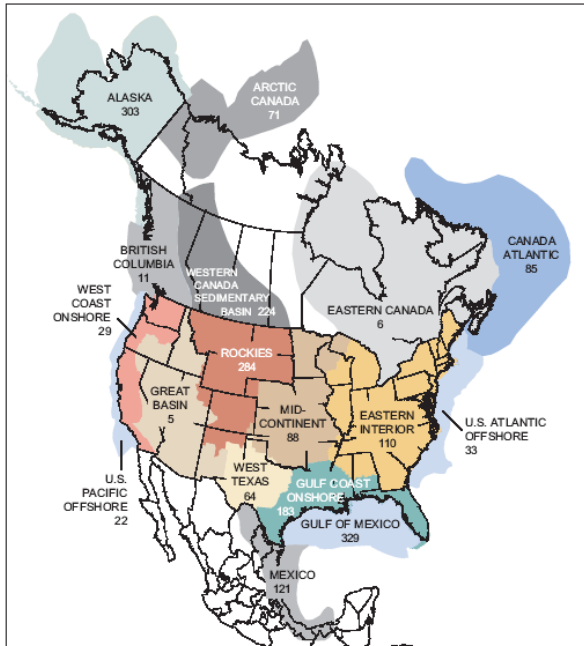 ALASKA
303
ARCTIC
CANADA
71
CANADA
ATLANTIC
85
BRITISH
COLUMBIA
11
WESTERN
CANADA
SEDIMENTARY
BASIN 224
EASTERN CANADA
6
WEST
COAST
ONSHORE
29
ROCKIES
284
GREAT
BASIN
5
MID-
CONTINENT
88
EASTERN
INTERIOR
110
U.S. ATLANTIC
OFFSHORE
33
U.S.
PACIFIC
OFFSHORE
22
WEST
TEXAS
64
GULF COAST
ONSHORE
183
GULF OF MEXICO
329
MEXICO
121